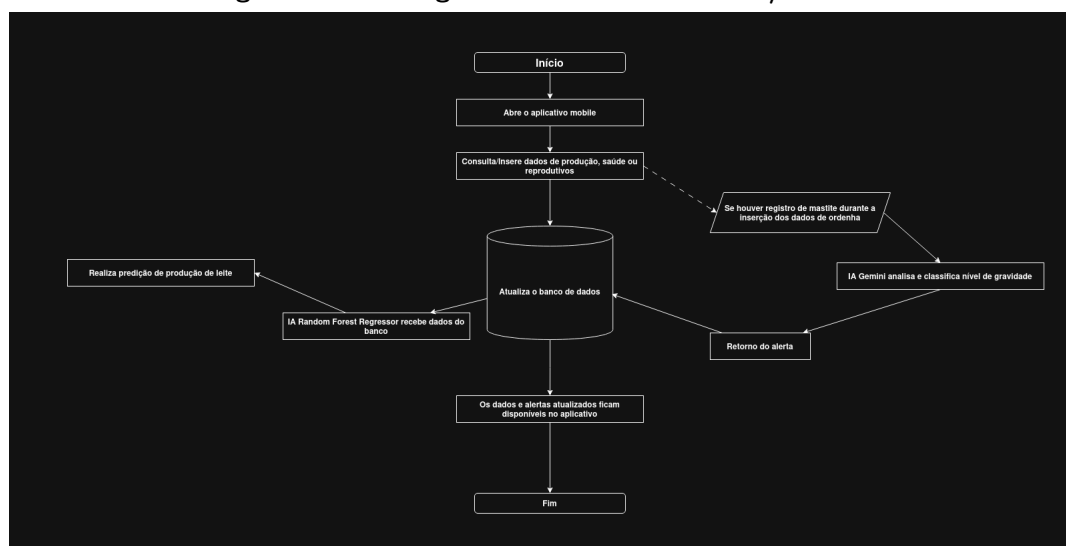 Início
Abre o aplicativo mobile
Consulta/Insere dados de produção, saúde ou
reprodutivos
Se houver registro de mastite durante a
inserção dos dados de ordenha
Realiza predição de produção de leite
IA Gemini analisa e classifica nível de gravidade
Atualiza o banco de dados
IA Random Forest Regressor recebe dados do
banco
Retorno do alerta
Os dados e alertas atualizados ficam
disponíveis no aplicativo
Fim